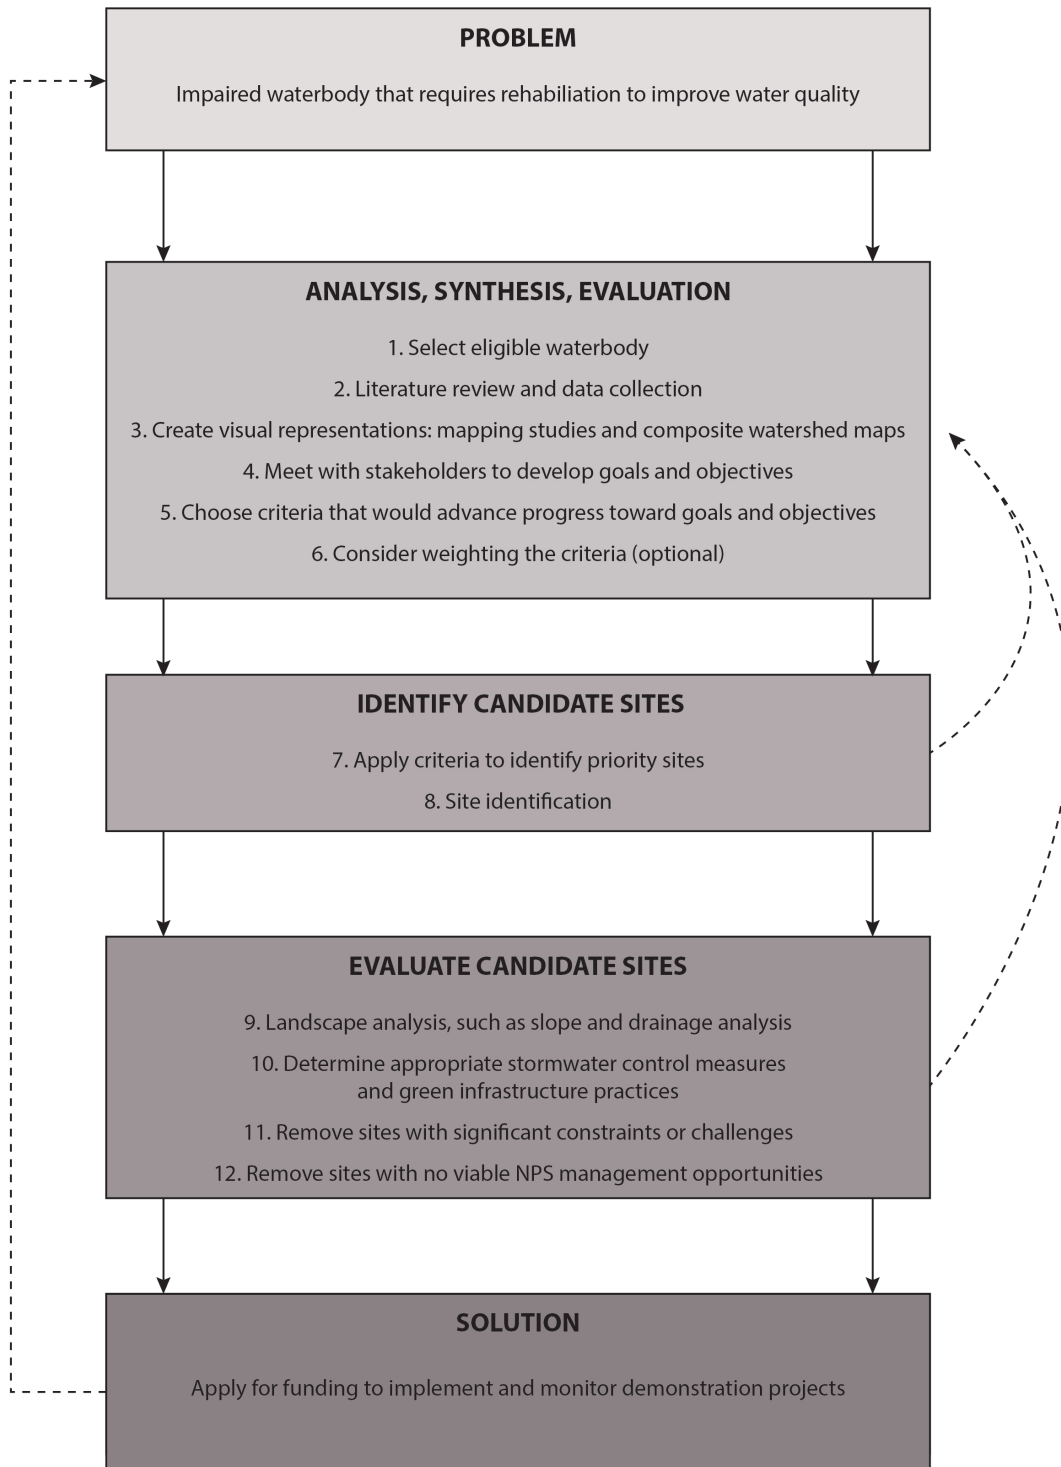 PROBLEM
Impaired waterbody that requires rehabiliation to improve water quality
ANALYSIS, SYNTHESIS, EVALUATION
1. Select eligible waterbody
2. Literature review and data collection
3. Create visual representations: mapping studies and composite watershed maps
4. Meet with stakeholders to develop goals and objectives
5. Choose criteria that would advance progress toward goals and objectives
6. Consider weighting the criteria (optional)
IDENTIFY CANDIDATE SITES
7. Apply criteria to identify priority sites
8. Site identification
EVALUATE CANDIDATE SITES
9. Landscape analysis, such as slope and drainage analysis
10. Determine appropriate stormwater control measures
and green infrastructure practices
11. Remove sites with significant constraints or challenges
12. Remove sites with no viable NPS management opportunities
SOLUTION
Apply for funding to implement and monitor demonstration projects